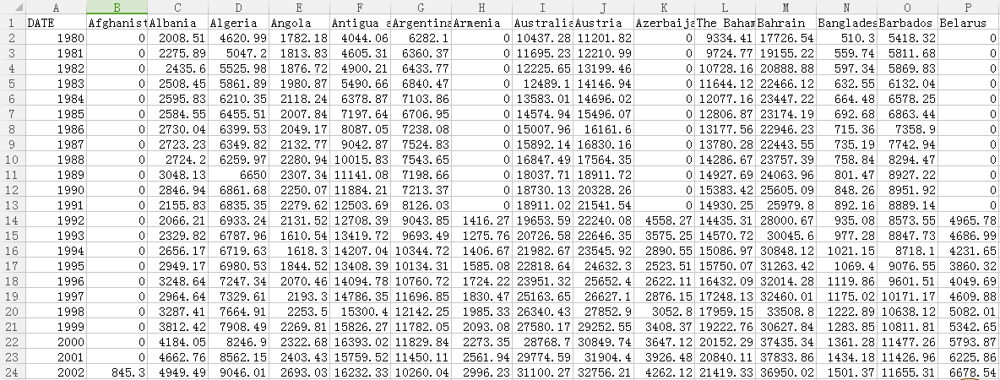 A B C D E F G H I J K L M N O P
1 DATE Afghanist Albania Algeria Angola Antigua a Argentina Armenia Australia Austria Azerbaija The Baham Bahrain Banglades Barbados Belarus
2 1980 0 2008.51 4620.99 1782.18 4044.06 6282.1 0 10437.28 11201.82 0 9334.41 17726.54 510.3 5418.32 0
3 1981 0 2275.89 5047.2 1813.83 4605.31 6360.37 0 11695.23 12210.99 0 9724.77 19155.22 559.74 5811.68 0
4 1982 0 2435.6 5525.98 1876.72 4900.21 6433.77 0 12225.65 13199.46 0 10728.16 20888.88 597.34 5869.83 0
5 1983 0 2508.45 5861.89 1980.87 5490.66 6840.47 0 12489.1 14146.94 0 11644.12 22466.12 632.55 6132.04 0
6 1984 0 2595.83 6210.35 2118.24 6378.87 7103.86 0 13583.01 14696.02 0 12077.16 23447.22 664.48 6578.25 0
7 1985 0 2584.55 6455.51 2007.84 7197.64 6706.95 0 14574.94 15496.07 0 12806.87 23174.19 692.68 6863.44 0
8 1986 0 2730.04 6399.53 2049.17 8087.05 7238.08 0 15007.96 16161.6 0 13177.56 22946.23 715.36 7358.9 0
9 1987 0 2723.23 6349.82 2132.77 9042.87 7524.83 0 15892.14 16830.16 0 13780.28 22443.55 735.19 7742.94 0
10 1988 0 2724.2 6259.97 2280.94 10015.83 7543.65 0 16847.49 17564.35 0 14286.67 23757.39 758.84 8294.47 0
11 1989 0 3048.13 6650 2307.34 11141.08 7198.66 0 18037.71 18911.72 0 14927.69 24063.96 801.47 8927.22 0
12 1990 0 2846.94 6861.68 2250.07 11884.21 7213.37 0 18730.13 20328.26 0 15383.42 25605.09 848.26 8951.92 0
13 1991 0 2155.83 6835.35 2279.62 12503.69 8126.03 0 18911.02 21541.54 0 14930.25 25979.8 892.16 8889.14 0
14 1992 0 2066.21 6933.24 2131.52 12708.39 9043.85 1416.27 19653.59 22240.08 4558.27 14435.31 28000.67 935.08 8573.55 4965.78
15 1993 0 2329.82 6787.96 1610.54 13419.72 9693.49 1275.76 20726.58 22646.35 3575.25 14570.72 30045.6 977.28 8847.73 4686.99
16 1994 0 2656.17 6719.63 1618.3 14207.04 10344.72 1406.67 21982.67 23545.92 2890.55 15086.97 30848.12 1021.15 8718.1 4231.65
17 1995 0 2949.17 6980.53 1844.52 13408.39 10134.31 1585.08 22818.64 24632.3 2523.51 15750.07 31263.42 1069.4 9076.55 3860.32
18 1996 0 3248.64 7247.34 2070.46 14094.78 10760.72 1724.22 23951.32 25652.4 2622.11 16432.09 32014.28 1119.86 9601.51 4049.69
19 1997 0 2964.64 7329.61 2193.3 14786.35 11696.85 1830.47 25163.65 26627.1 2876.15 17248.13 32460.01 1175.02 10171.17 4609.88
20 1998 0 3287.41 7664.91 2253.5 15300.4 12142.25 1985.33 26340.43 27852.9 3052.8 17959.15 33508.8 1222.89 10638.12 5082.01
21 1999 0 3812.42 7908.49 2269.81 15826.27 11782.05 2093.08 27580.17 29252.55 3408.37 19222.76 30627.84 1283.85 10811.81 5342.65
22 2000 0 4184.05 8246.9 2322.68 16393.02 11829.84 2273.35 28768.7 30849.74 3647.12 20152.29 37435.34 1361.28 11477.26 5793.87
23 2001 0 4662.76 8562.15 2403.43 15759.52 11450.11 2561.94 29774.59 31904.4 3926.48 20840.11 37833.86 1434.18 11426.96 6225.86
24 2002 845.3 4949.49 9046.01 2693.03 16232.33 10260.04 2996.23 31100.27 32756.21 4262.12 21419.33 36950.02 1501.37 11655.31 6678.54